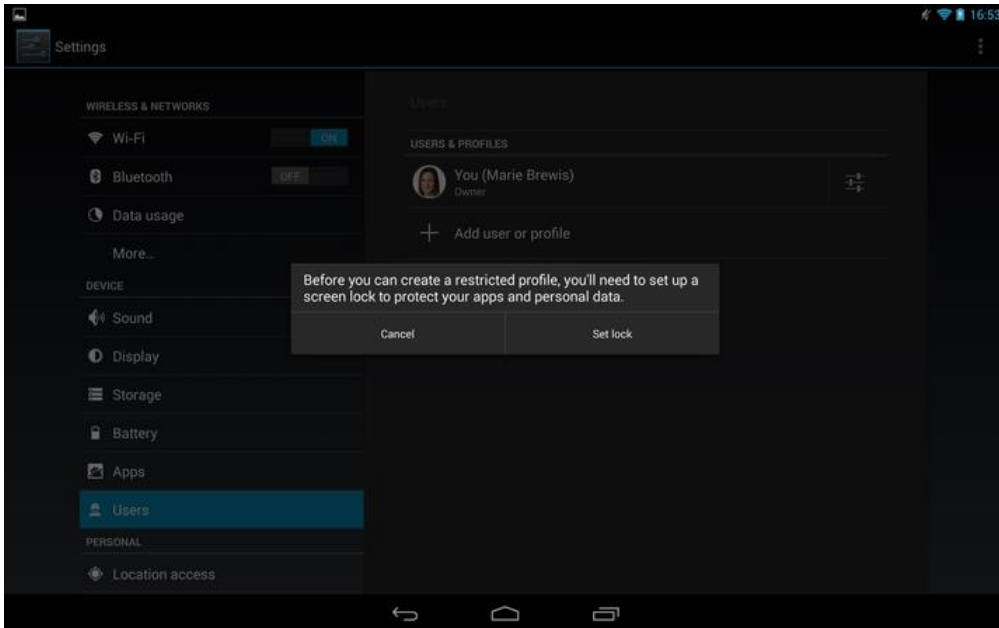 16:53
Settings
WIRELESS & NETWORKS
Wi-Fi
ON
Bluetooth
OFF
Data usage
More...
DEVICE
Sound
Display
Storage
Battery
Apps
Users
PERSONAL
Location access
Users
USERS & PROFILES
You (Marie Brewis)
Owner
Add user or profile
Before you can create a restricted profile, you'll need to set up a
screen lock to protect your apps and personal data.
Cancel
Set lock